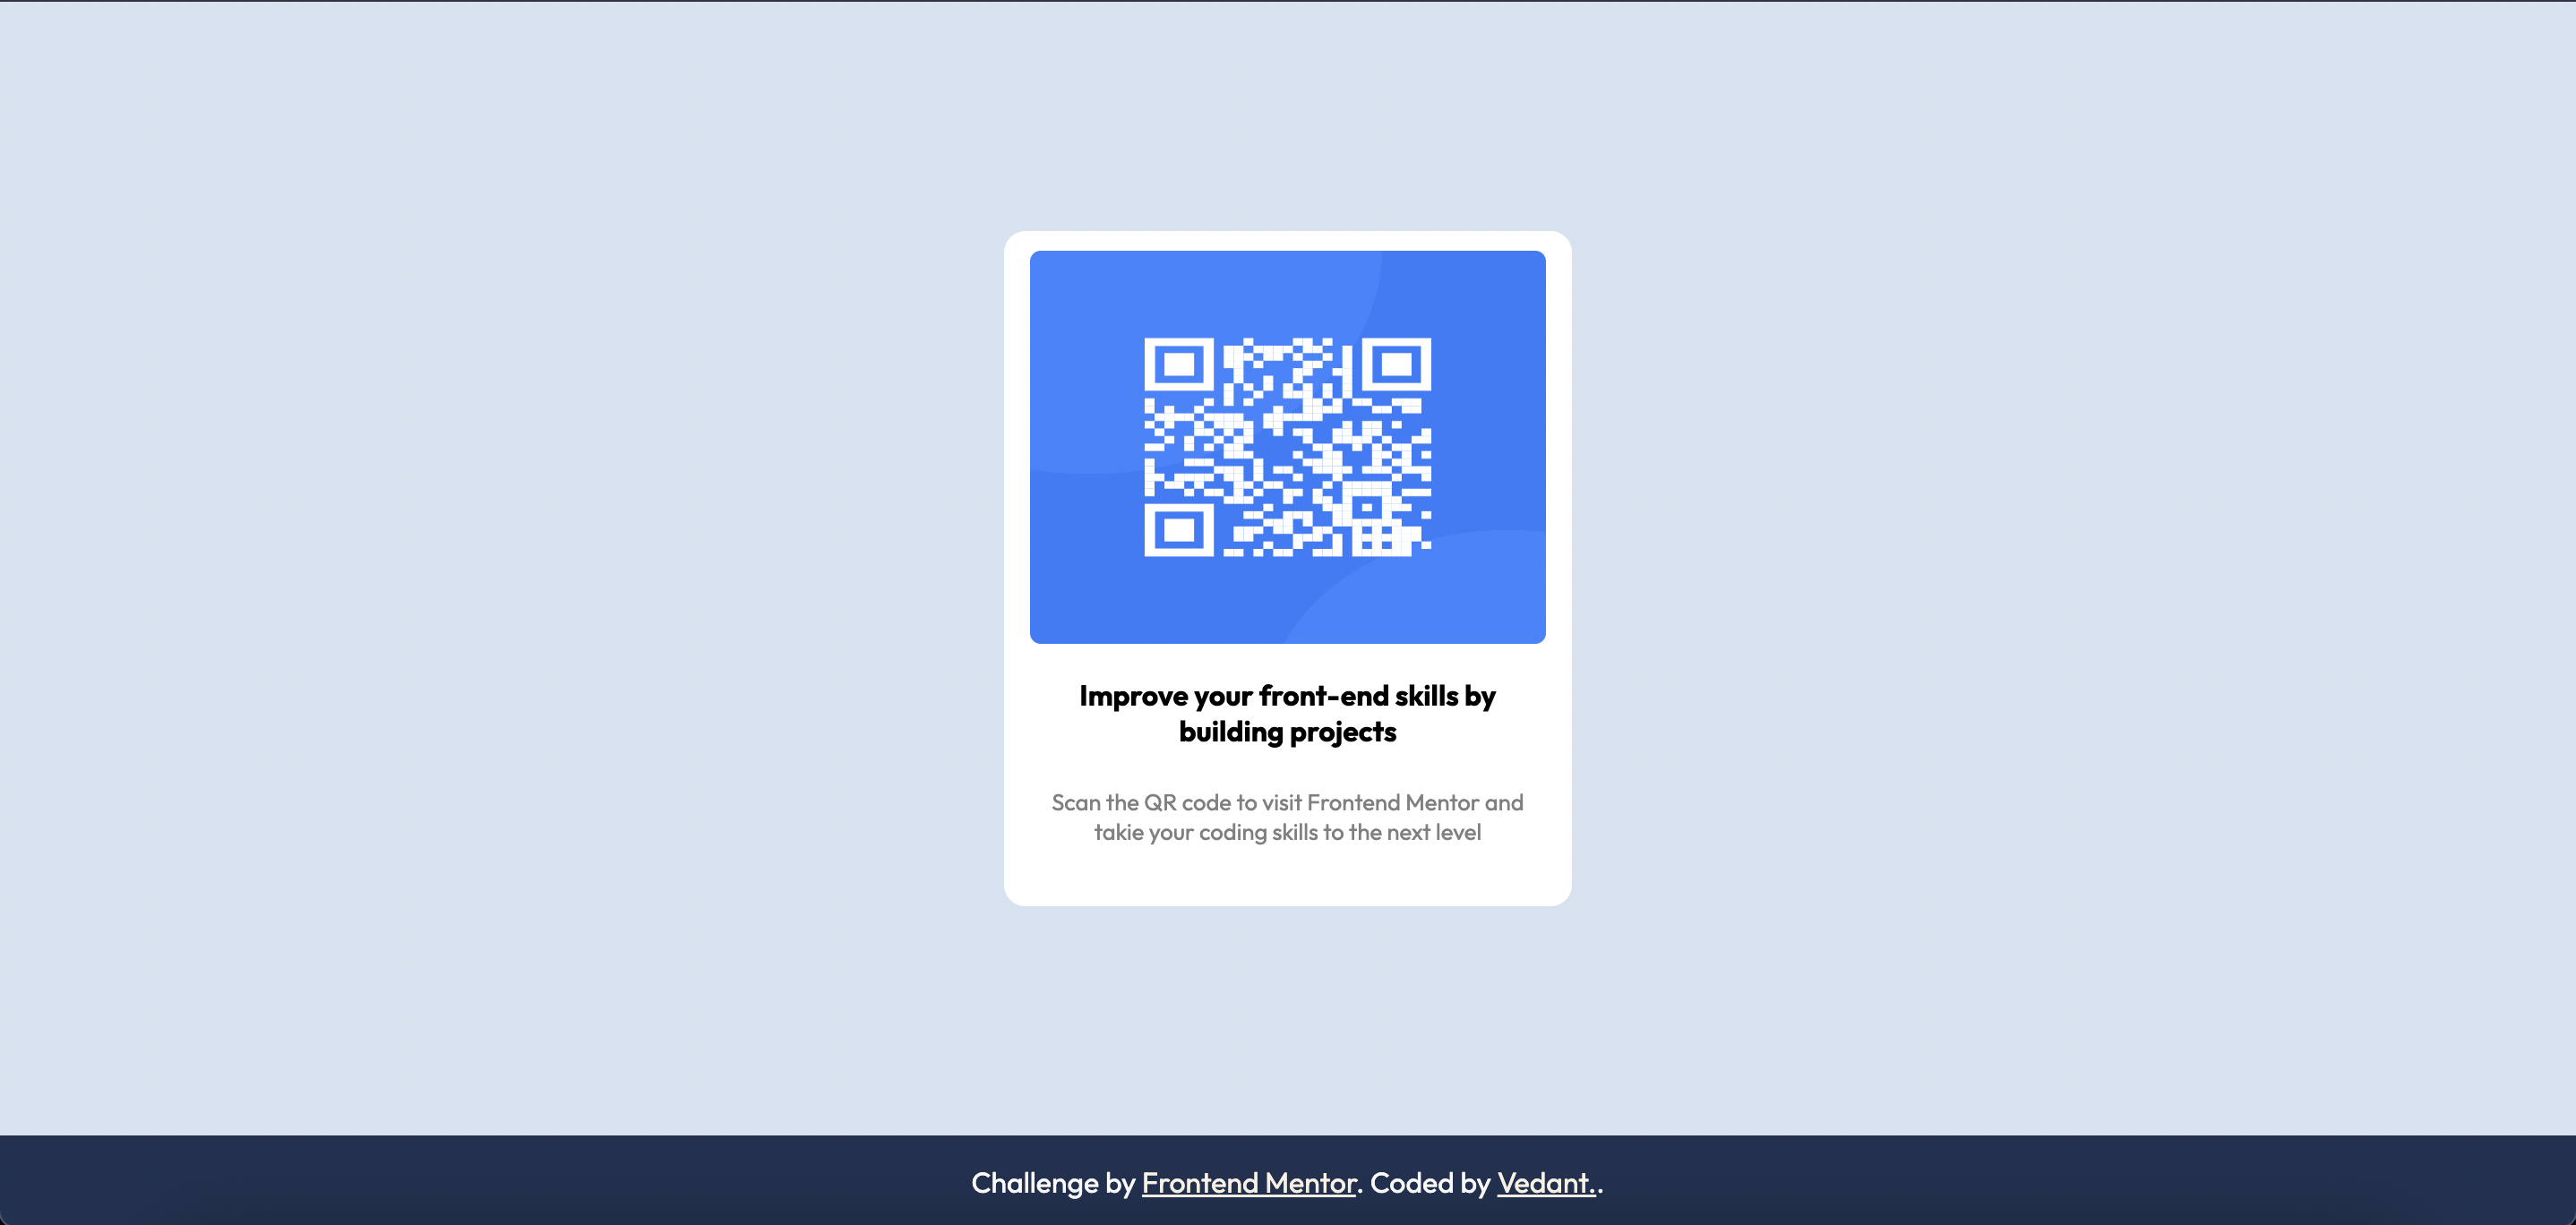 Improve your front-end skills by
building projects
Scan the QR code to visit Frontend Mentor and
takie your coding skills to the next level
Challenge by Frontend Mentor. Coded by Vedant..